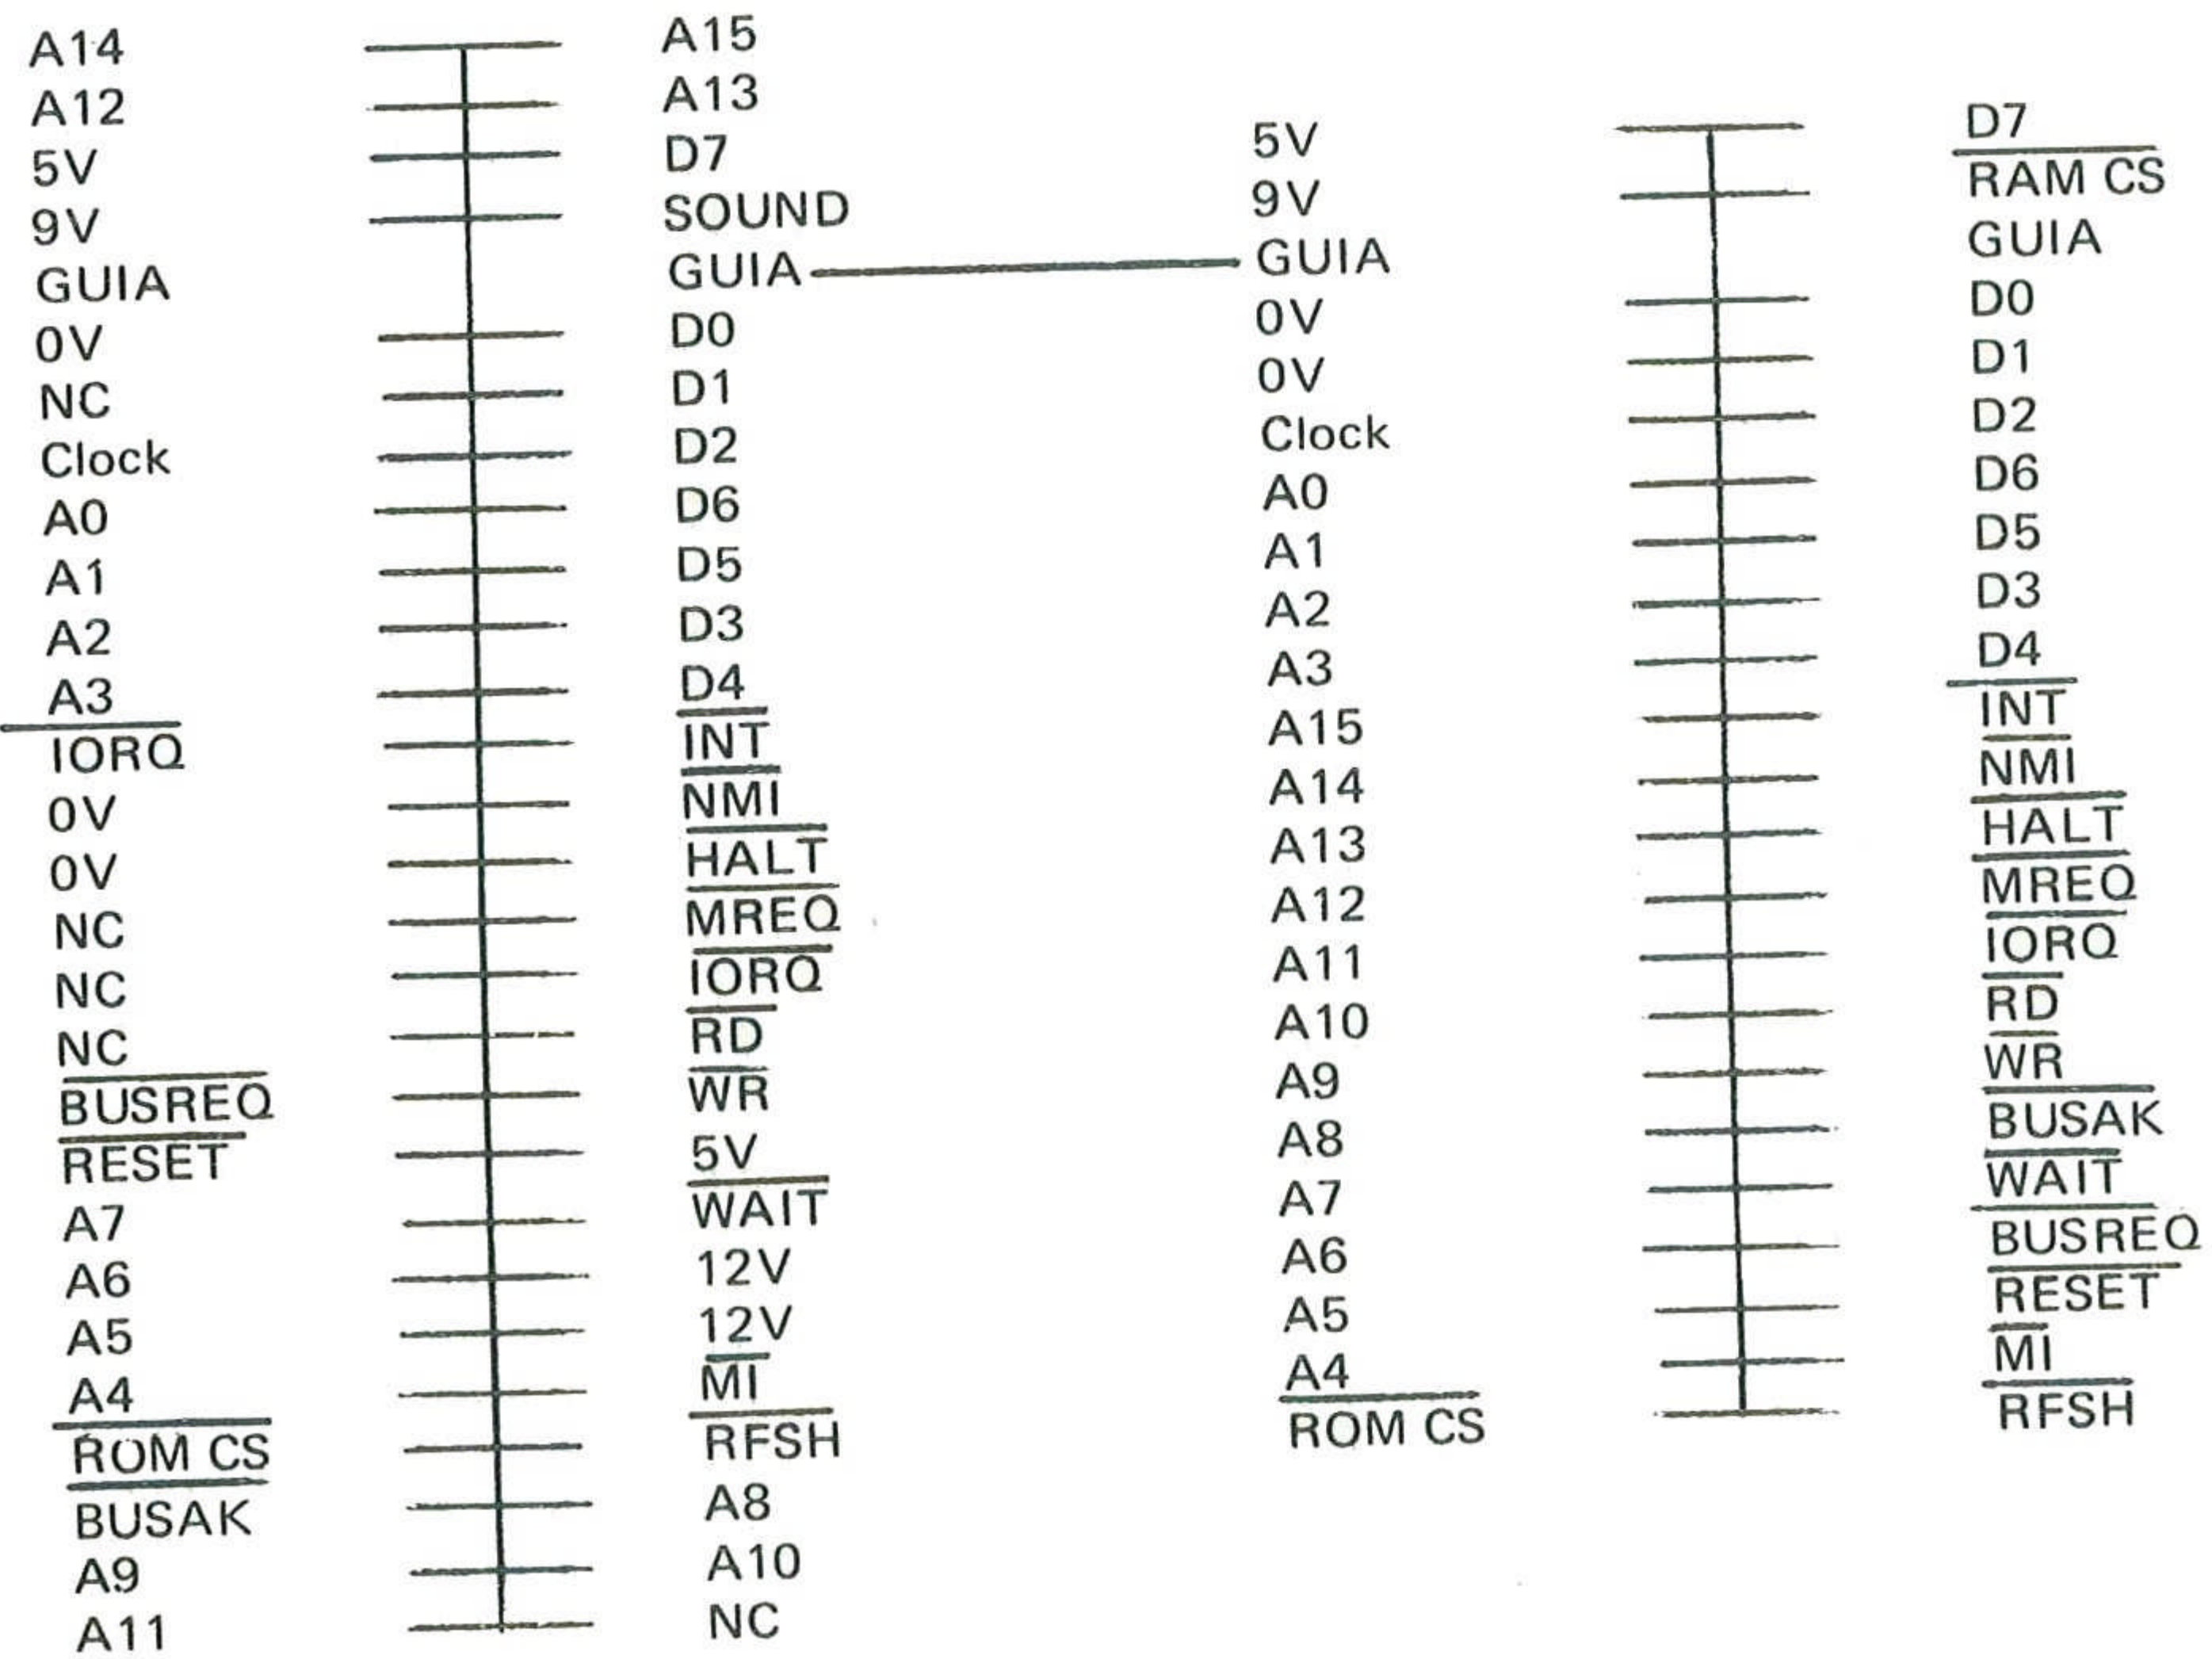 A14 A15
A12 A13
5V D7
9V SOUND
GUIA GUIA
0V D0
NC D1
Clock D2
A0 D6
A1 D5
A2 D3
A3 D4
IORQ INT
0V NMI
0V HALT
NC MREQ
NC IORQ
NC RD
BUSREQ WR
RESET 5V
A7 WAIT
A6 12V
A5 12V
A4 MI
ROM CS RFSH
BUSAK A8
A9 A10
A11 NC
5V D7
9V RAM CS
GUIA GUIA
0V D0
0V D1
Clock D2
A0 D6
A1 D5
A2 D3
A3 D4
A15 INT
A14 NMI
A13 HALT
A12 MREQ
A11 IORQ
A10 RD
A9 WR
A8 BUSAK
A7 WAIT
A6 BUSREQ
A5 RESET
A4 MI
ROM CS RFSH